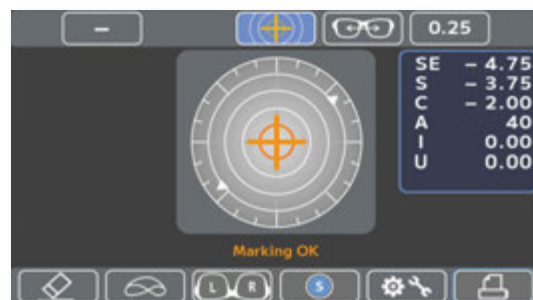 − 0.25
SE − 4.75
S − 3.75
C − 2.00
A 40
I 0.00
U 0.00
Marking OK
L R S